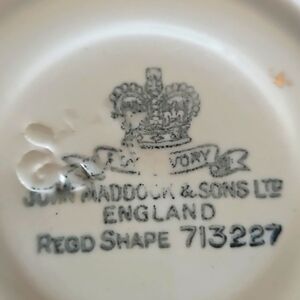 IVORY
JOHN MADDOCK & SONS LTD
ENGLAND
REGD SHAPE 713227